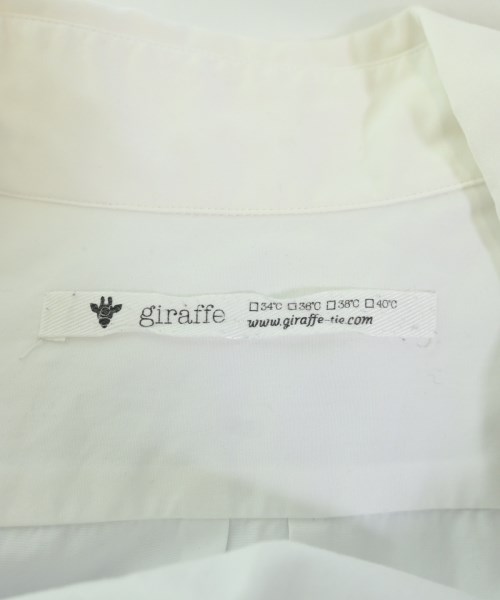 giraffe
☐34℃ ☐36℃ ☐38℃ ☐40℃
www.giraffe-tie.com